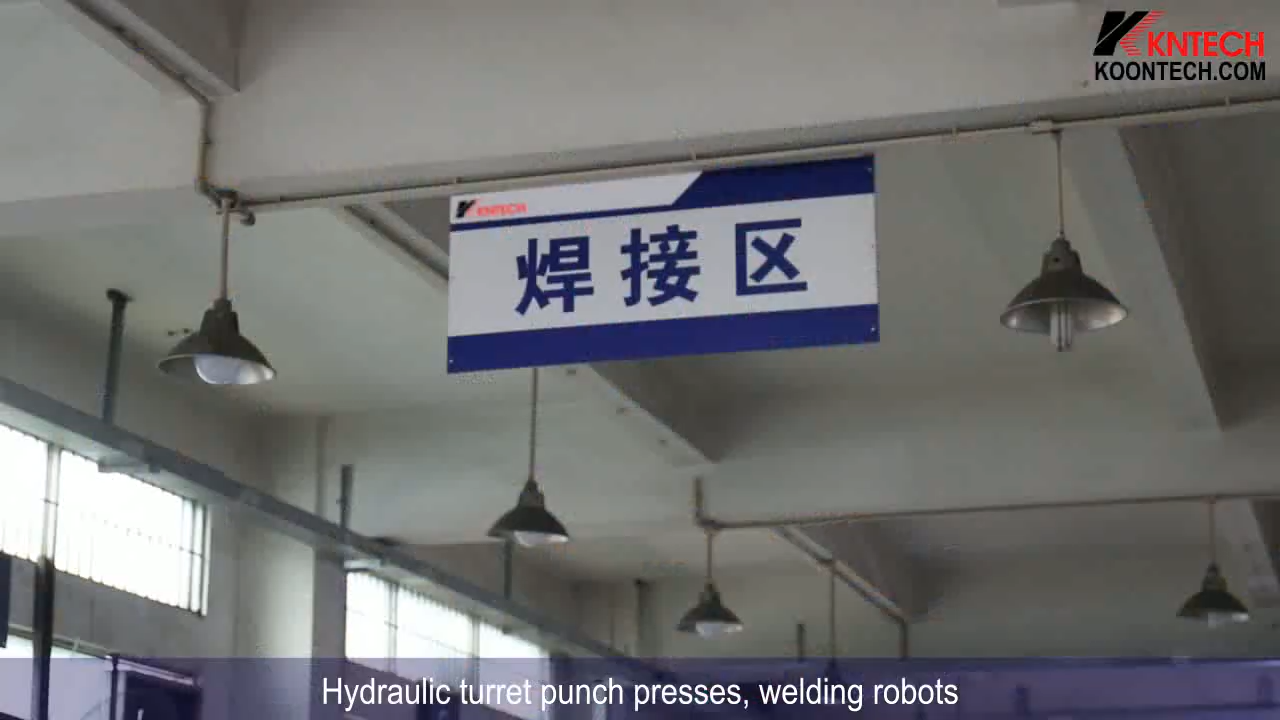 KNTECH
KOONTECH.COM
KNTECH
焊接区
Hydraulic turret punch presses, welding robots